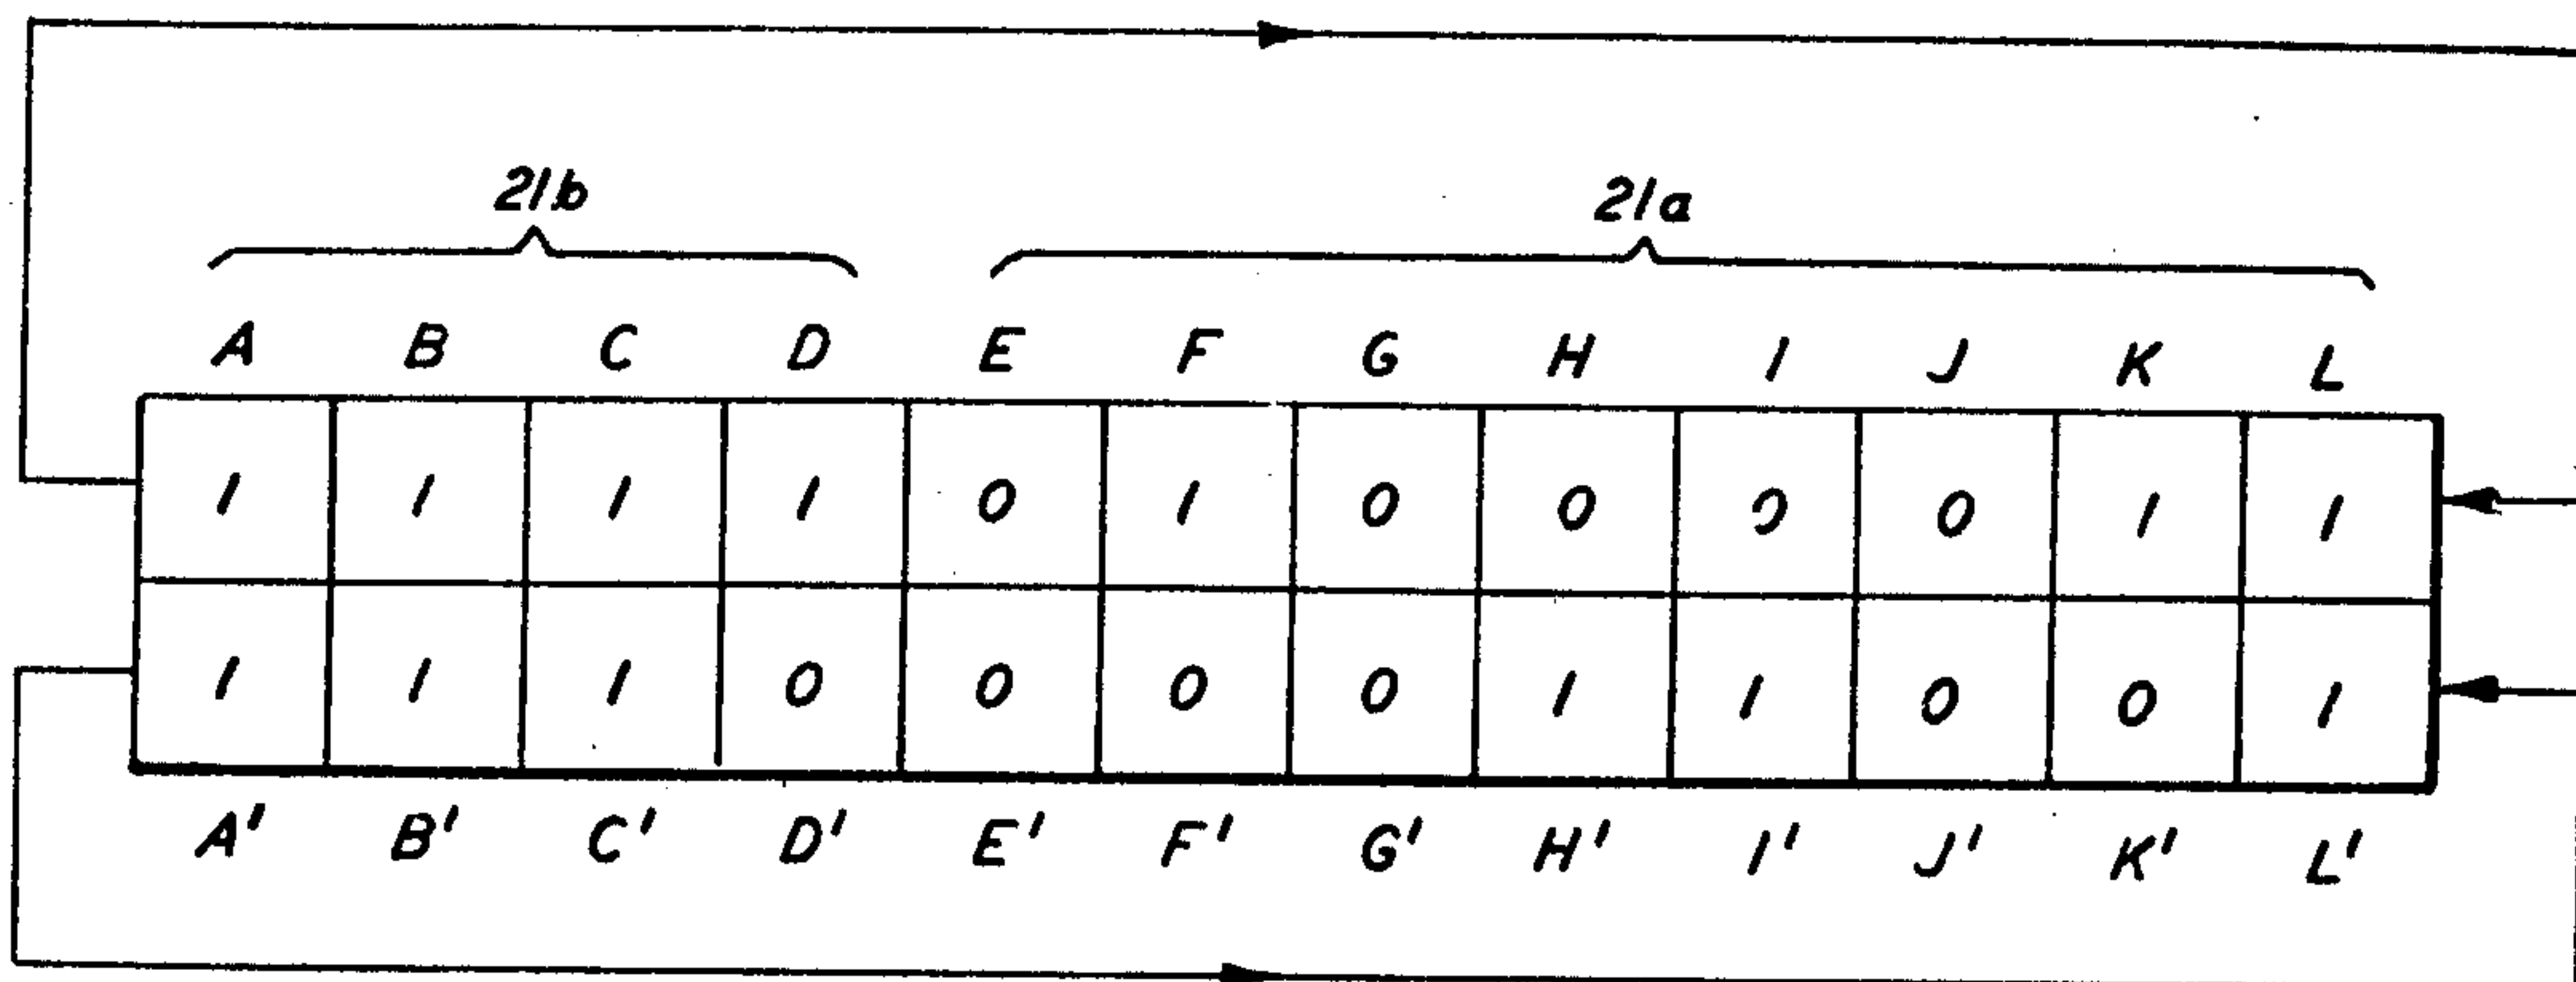 21b 21a
A B C D E F G H I J K L
1 1 1 1 0 1 0 0 0 0 1 1
1 1 1 0 0 0 0 1 1 0 0 1
A' B' C' D' E' F' G' H' I' J' K' L'